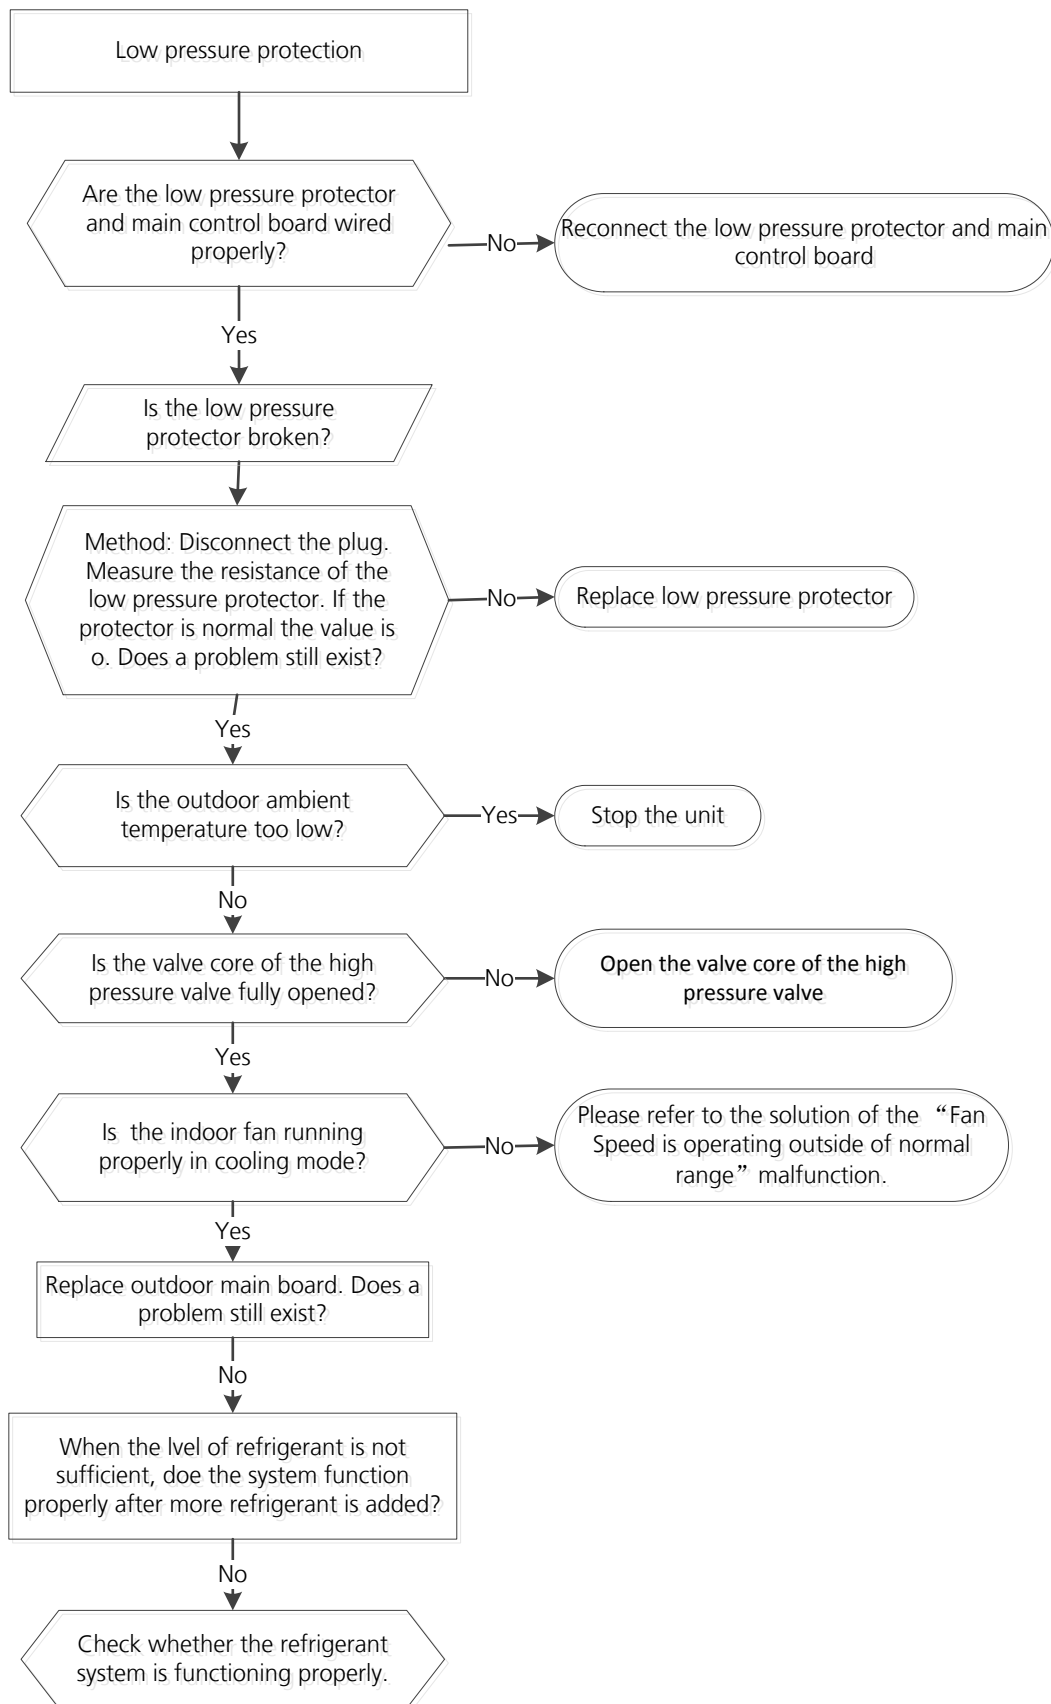 Low pressure protection
Are the low pressure protector
and main control board wired
properly?
No
Reconnect the low pressure protector and main
control board
Yes
Is the low pressure
protector broken?
Method: Disconnect the plug.
Measure the resistance of the
low pressure protector. If the
protector is normal the value is
o. Does a problem still exist?
No
Replace low pressure protector
Yes
Is the outdoor ambient
temperature too low?
Yes
Stop the unit
No
Is the valve core of the high
pressure valve fully opened?
No
Open the valve core of the high
pressure valve
Yes
Is the indoor fan running
properly in cooling mode?
No
Please refer to the solution of the “Fan
Speed is operating outside of normal
range” malfunction.
Yes
Replace outdoor main board. Does a
problem still exist?
No
When the lvel of refrigerant is not
sufficient, doe the system function
properly after more refrigerant is added?
No
Check whether the refrigerant
system is functioning properly.